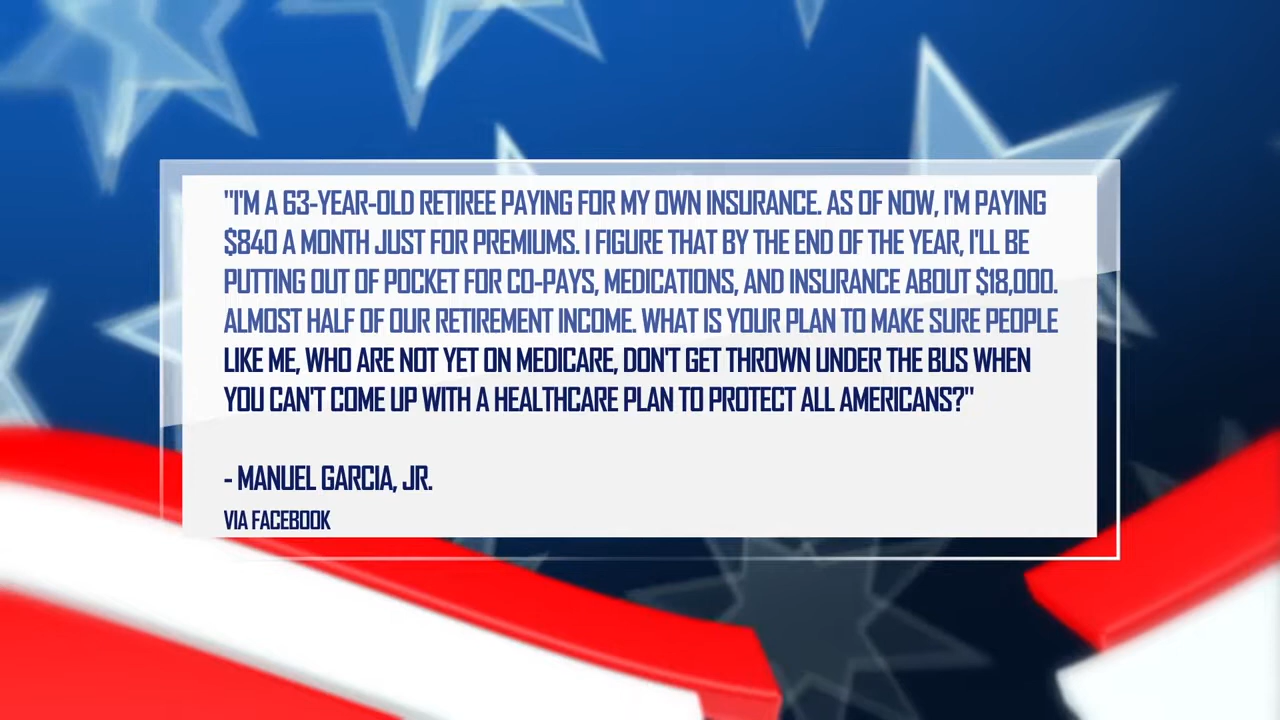 "I'M A 63-YEAR-OLD RETIREE PAYING FOR MY OWN INSURANCE. AS OF NOW, I'M PAYING
$840 A MONTH JUST FOR PREMIUMS. I FIGURE THAT BY THE END OF THE YEAR, I'LL BE
PUTTING OUT OF POCKET FOR CO-PAYS, MEDICATIONS, AND INSURANCE ABOUT $18,000.
ALMOST HALF OF OUR RETIREMENT INCOME. WHAT IS YOUR PLAN TO MAKE SURE PEOPLE
LIKE ME, WHO ARE NOT YET ON MEDICARE, DON'T GET THROWN UNDER THE BUS WHEN
YOU CAN'T COME UP WITH A HEALTHCARE PLAN TO PROTECT ALL AMERICANS?"
- MANUEL GARCIA, JR.
VIA FACEBOOK